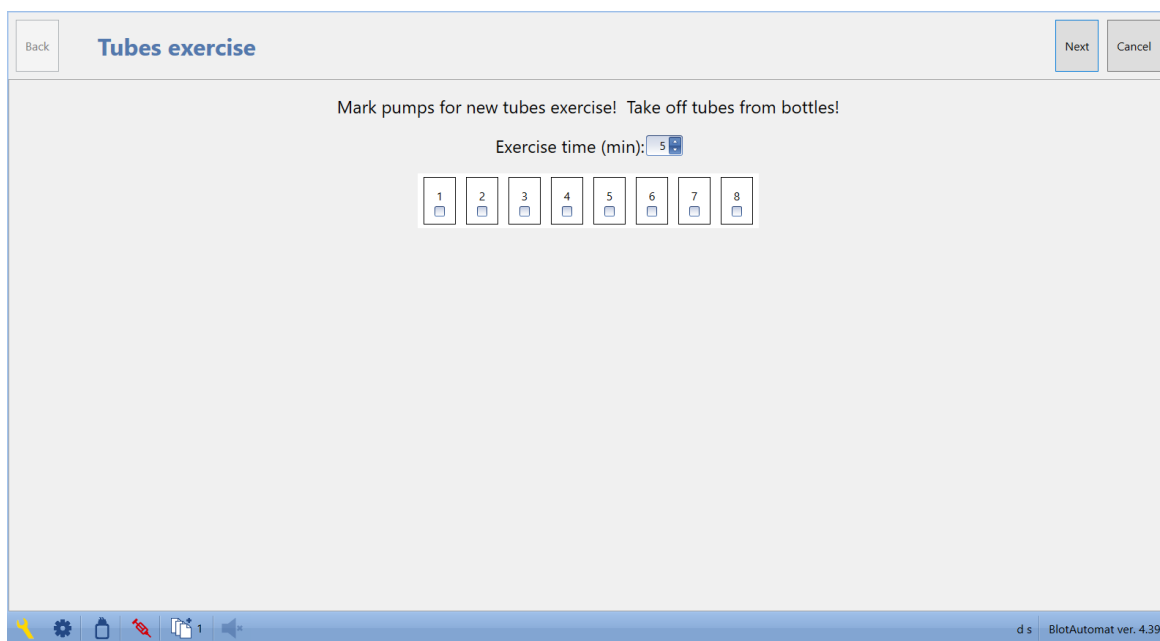 Back
Tubes exercise
Next
Cancel
Mark pumps for new tubes exercise!  Take off tubes from bottles!
Exercise time (min): 5
1 2 3 4 5 6 7 8
1
d s
BlotAutomat ver. 4.39